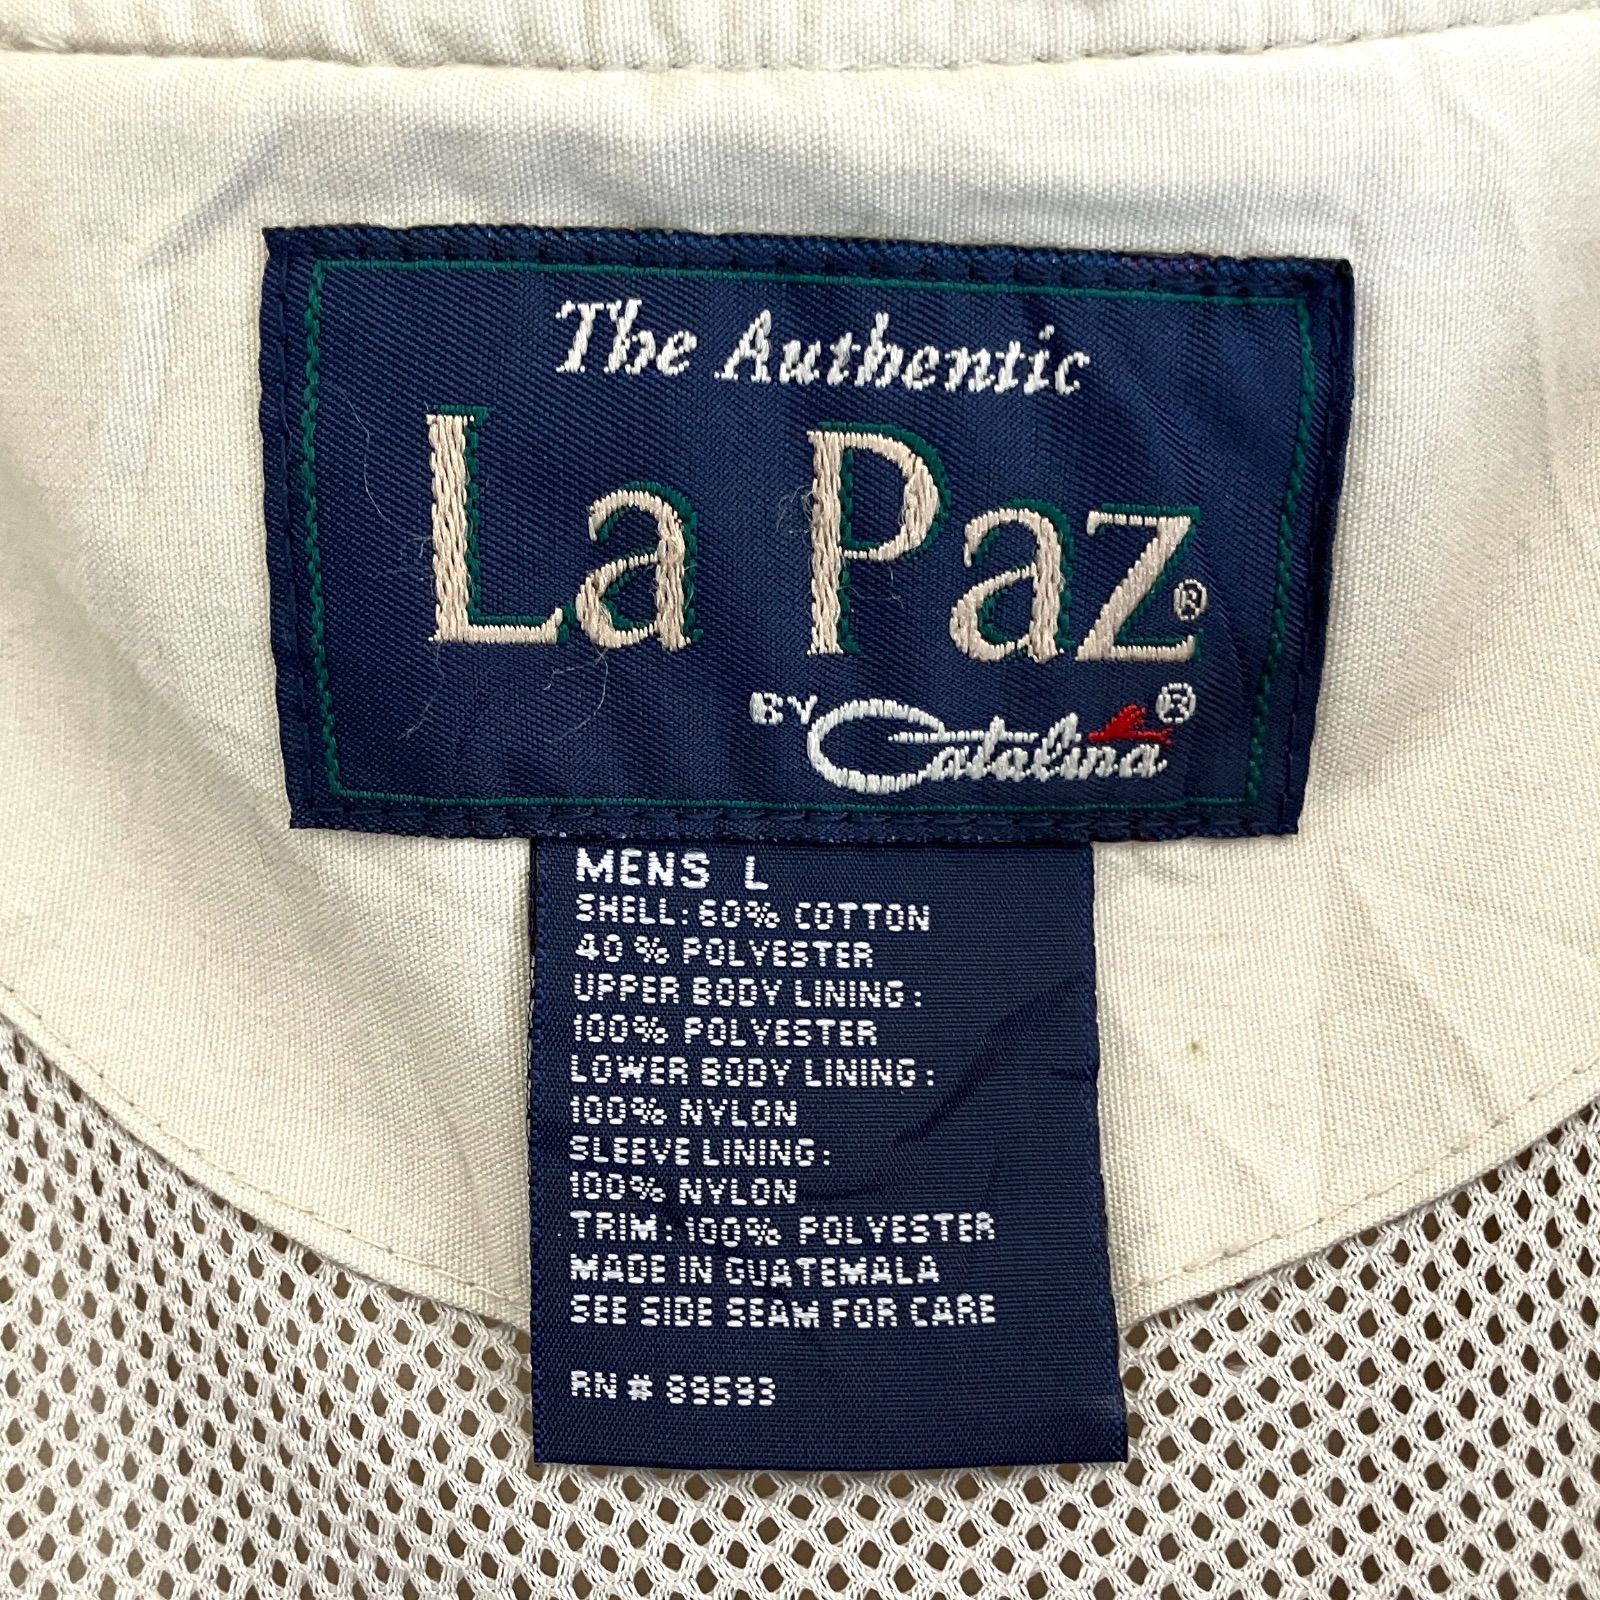 The Authentic
La Paz®
BY Catalina®
MENS L
SHELL: 60% COTTON
40 % POLYESTER
UPPER BODY LINING:
100% POLYESTER
LOWER BODY LINING:
100% NYLON
SLEEVE LINING:
100% NYLON
TRIM: 100% POLYESTER
MADE IN GUATEMALA
SEE SIDE SEAM FOR CARE
RN # 89593